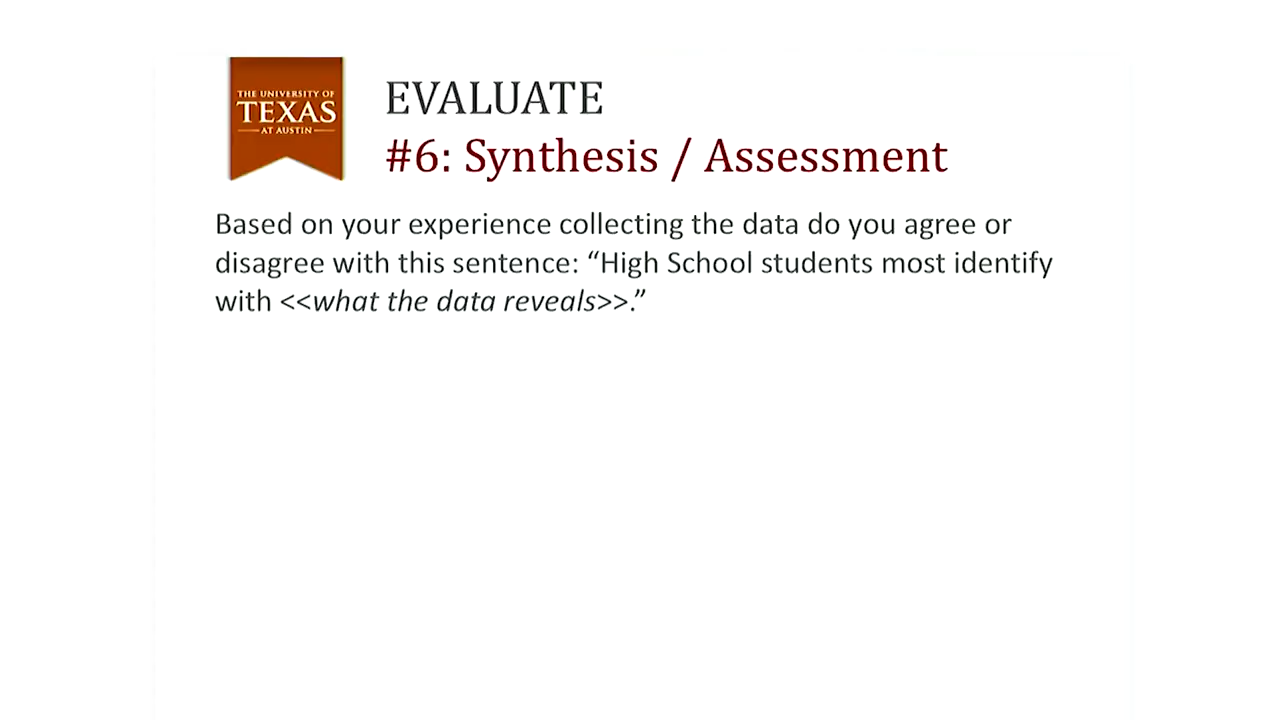 THE UNIVERSITY OF
TEXAS
AT AUSTIN
EVALUATE
#6: Synthesis / Assessment
Based on your experience collecting the data do you agree or
disagree with this sentence: “High School students most identify
with <<what the data reveals>>.”